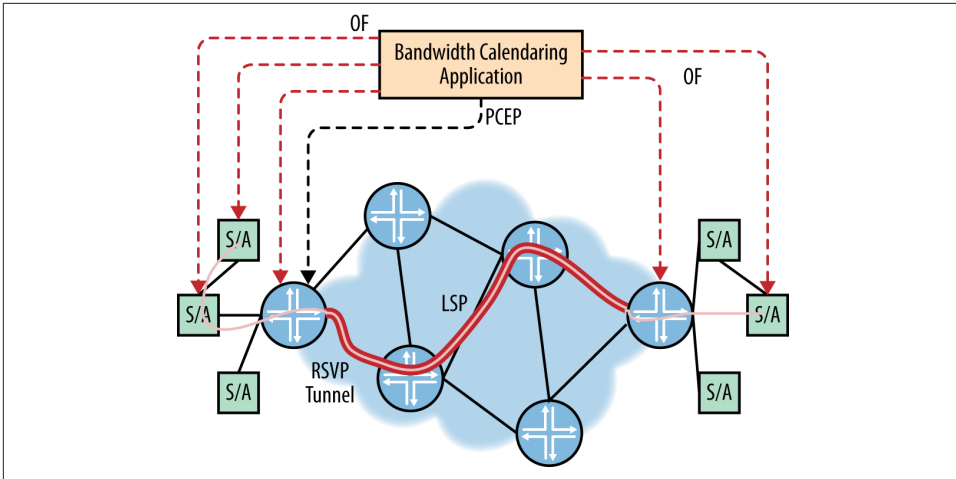 OF
Bandwidth Calendaring
Application
OF
PCEP
S/A
S/A
S/A
S/A
LSP
S/A
RSVP
Tunnel
S/A